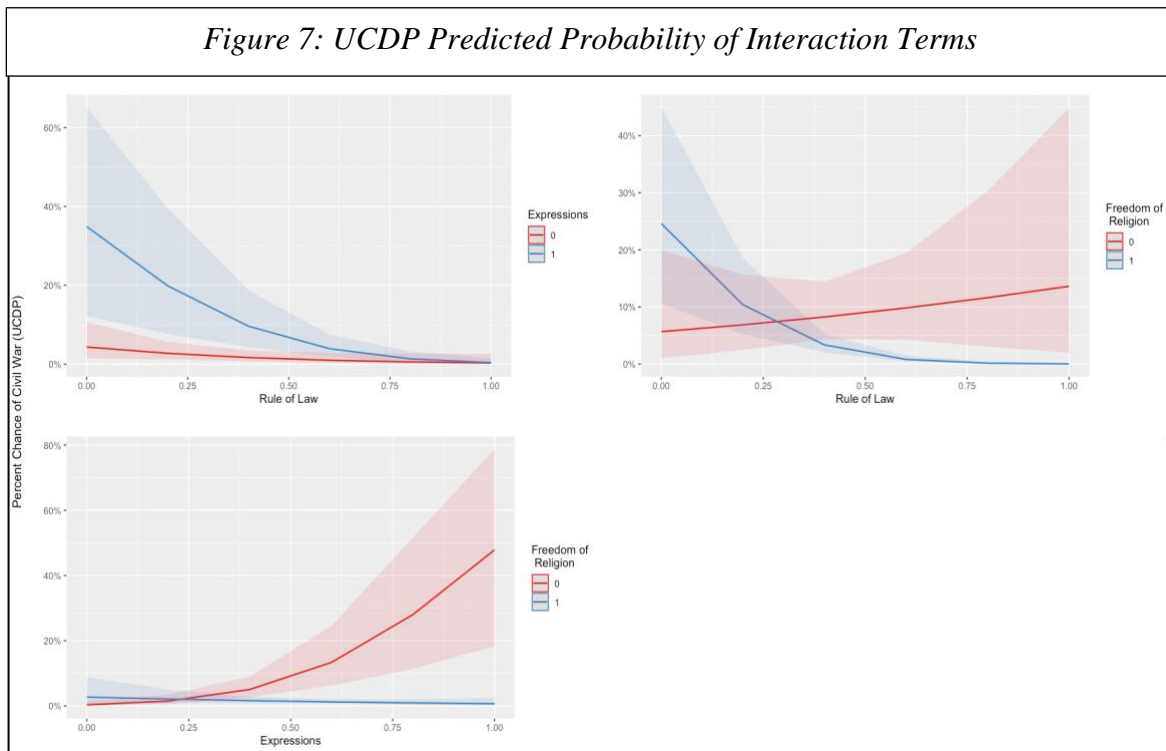 Figure 7: UCDP Predicted Probability of Interaction Terms
Percent Chance of Civil War (UCDP)
60%
40%
20%
0%
0.00 0.25 0.50 0.75 1.00
Rule of Law
Expressions
0
1
40%
30%
20%
10%
0%
0.00 0.25 0.50 0.75 1.00
Rule of Law
Freedom of
Religion
0
1
80%
60%
40%
20%
0%
0.00 0.25 0.50 0.75 1.00
Expressions
Freedom of
Religion
0
1